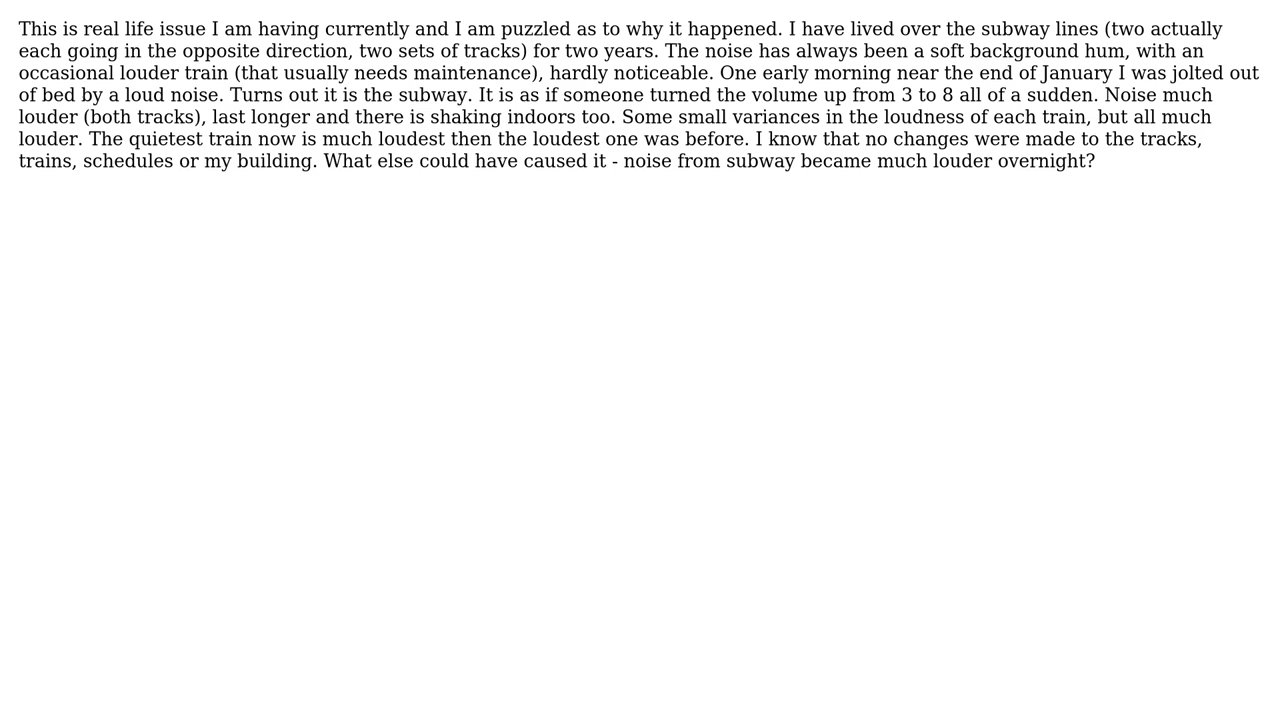 This is real life issue I am having currently and I am puzzled as to why it happened. I have lived over the subway lines (two actually
each going in the opposite direction, two sets of tracks) for two years. The noise has always been a soft background hum, with an
occasional louder train (that usually needs maintenance), hardly noticeable. One early morning near the end of January I was jolted out
of bed by a loud noise. Turns out it is the subway. It is as if someone turned the volume up from 3 to 8 all of a sudden. Noise much
louder (both tracks), last longer and there is shaking indoors too. Some small variances in the loudness of each train, but all much
louder. The quietest train now is much loudest then the loudest one was before. I know that no changes were made to the tracks,
trains, schedules or my building. What else could have caused it - noise from subway became much louder overnight?